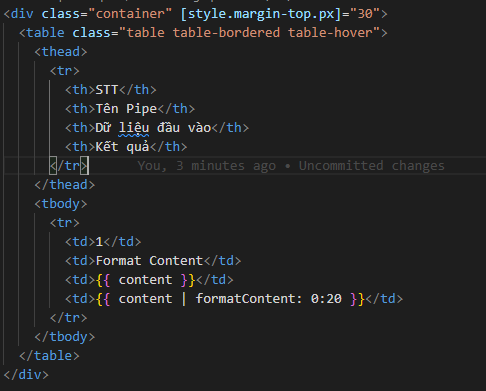 <div class="container" [style.margin-top.px]="30">
<table class="table table-bordered table-hover">
<thead>
<tr>
<th>STT</th>
<th>Tên Pipe</th>
<th>Dữ liệu đầu vào</th>
<th>Kết quả</th>
</tr> You, 3 minutes ago • Uncommitted changes
</thead>
<tbody>
<tr>
<td>1</td>
<td>Format Content</td>
<td>{{ content }}</td>
<td>{{ content | formatContent: 0:20 }}</td>
</tr>
</tbody>
</table>
</div>